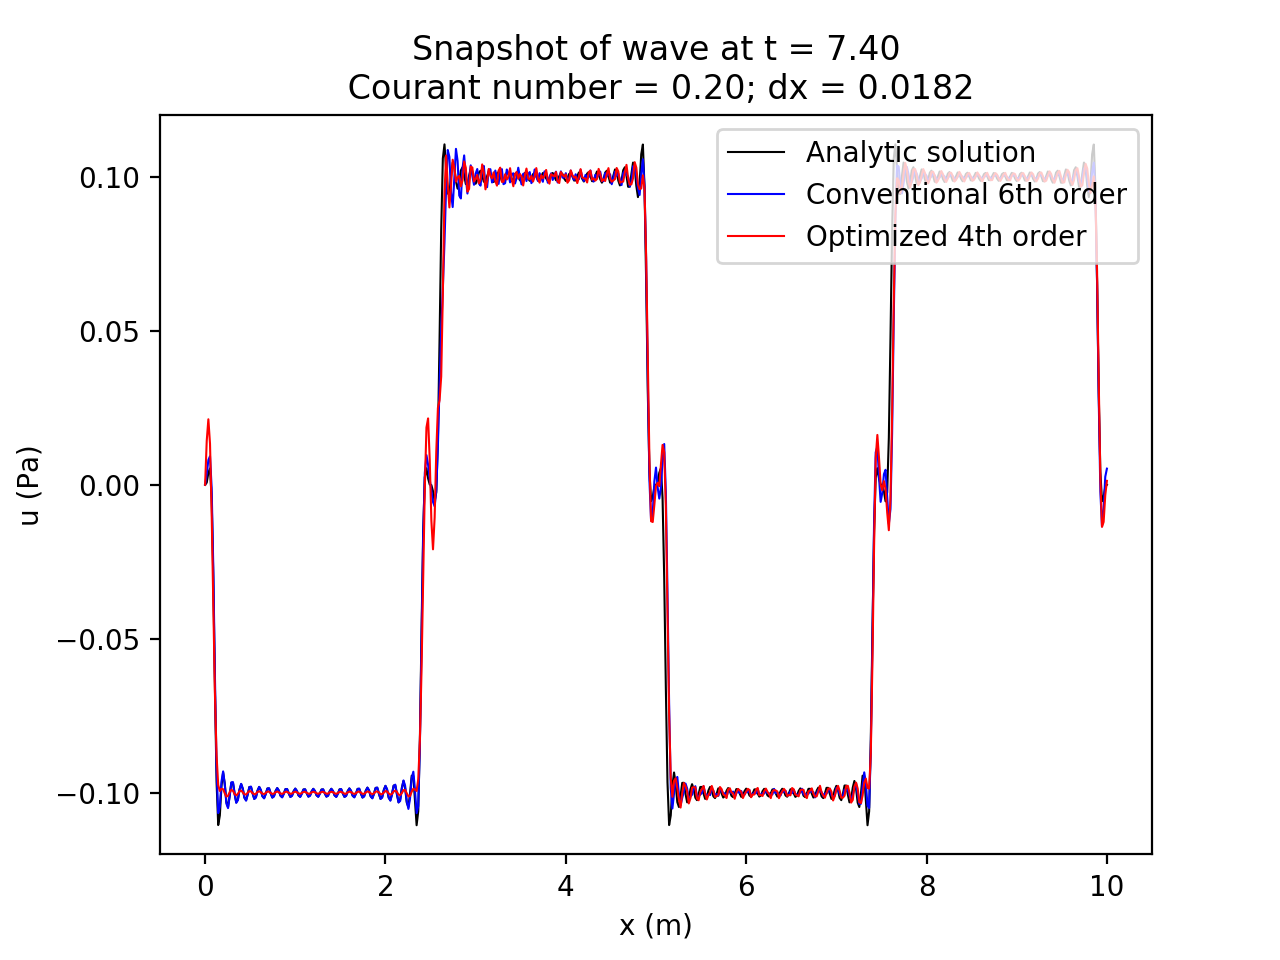 Snapshot of wave at t = 7.40
Courant number = 0.20; dx = 0.0182
Analytic solution
Conventional 6th order
Optimized 4th order
0.10
0.05
0.00
−0.05
−0.10
u (Pa)
0 2 4 6 8 10
x (m)